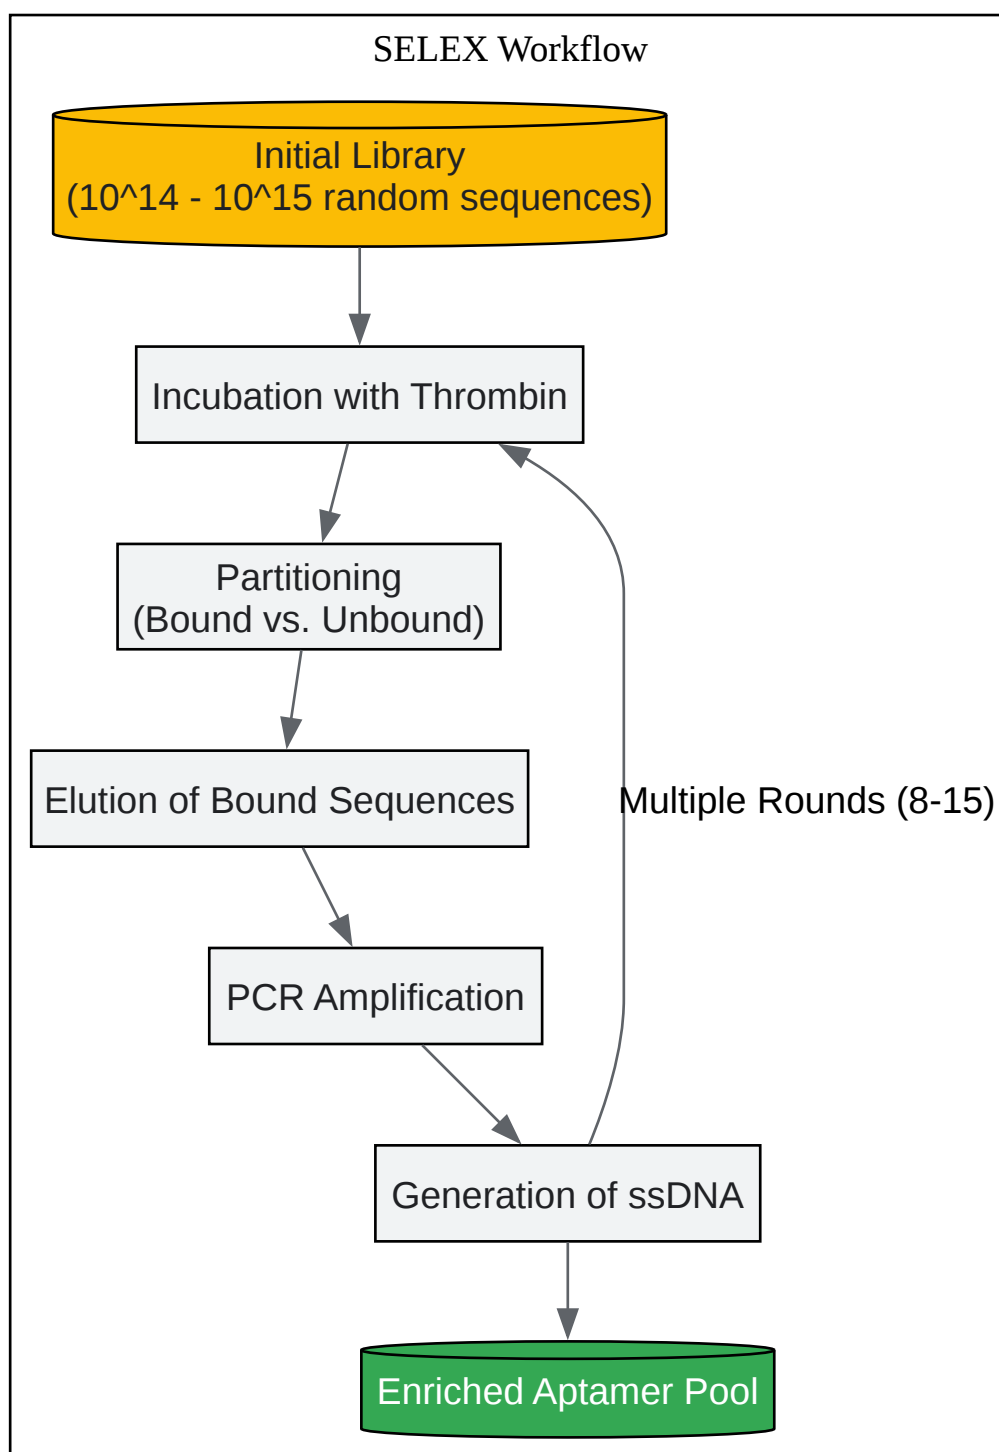 SELEX Workflow
Initial Library
(10^14 - 10^15 random sequences)
Incubation with Thrombin
Partitioning
(Bound vs. Unbound)
Elution of Bound Sequences
Multiple Rounds (8-15)
PCR Amplification
Generation of ssDNA
Enriched Aptamer Pool